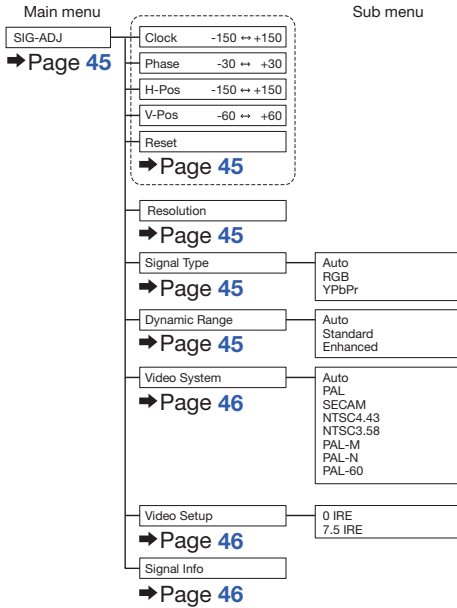 Main menu
Sub menu
SIG-ADJ
➡Page 45
Clock -150 ↔ +150
Phase -30 ↔ +30
H-Pos -150 ↔ +150
V-Pos -60 ↔ +60
Reset
➡Page 45
Resolution
➡Page 45
Signal Type
➡Page 45
Auto
RGB
YPbPr
Dynamic Range
➡Page 45
Auto
Standard
Enhanced
Video System
➡Page 46
Auto
PAL
SECAM
NTSC4.43
NTSC3.58
PAL-M
PAL-N
PAL-60
Video Setup
➡Page 46
0 IRE
7.5 IRE
Signal Info
➡Page 46